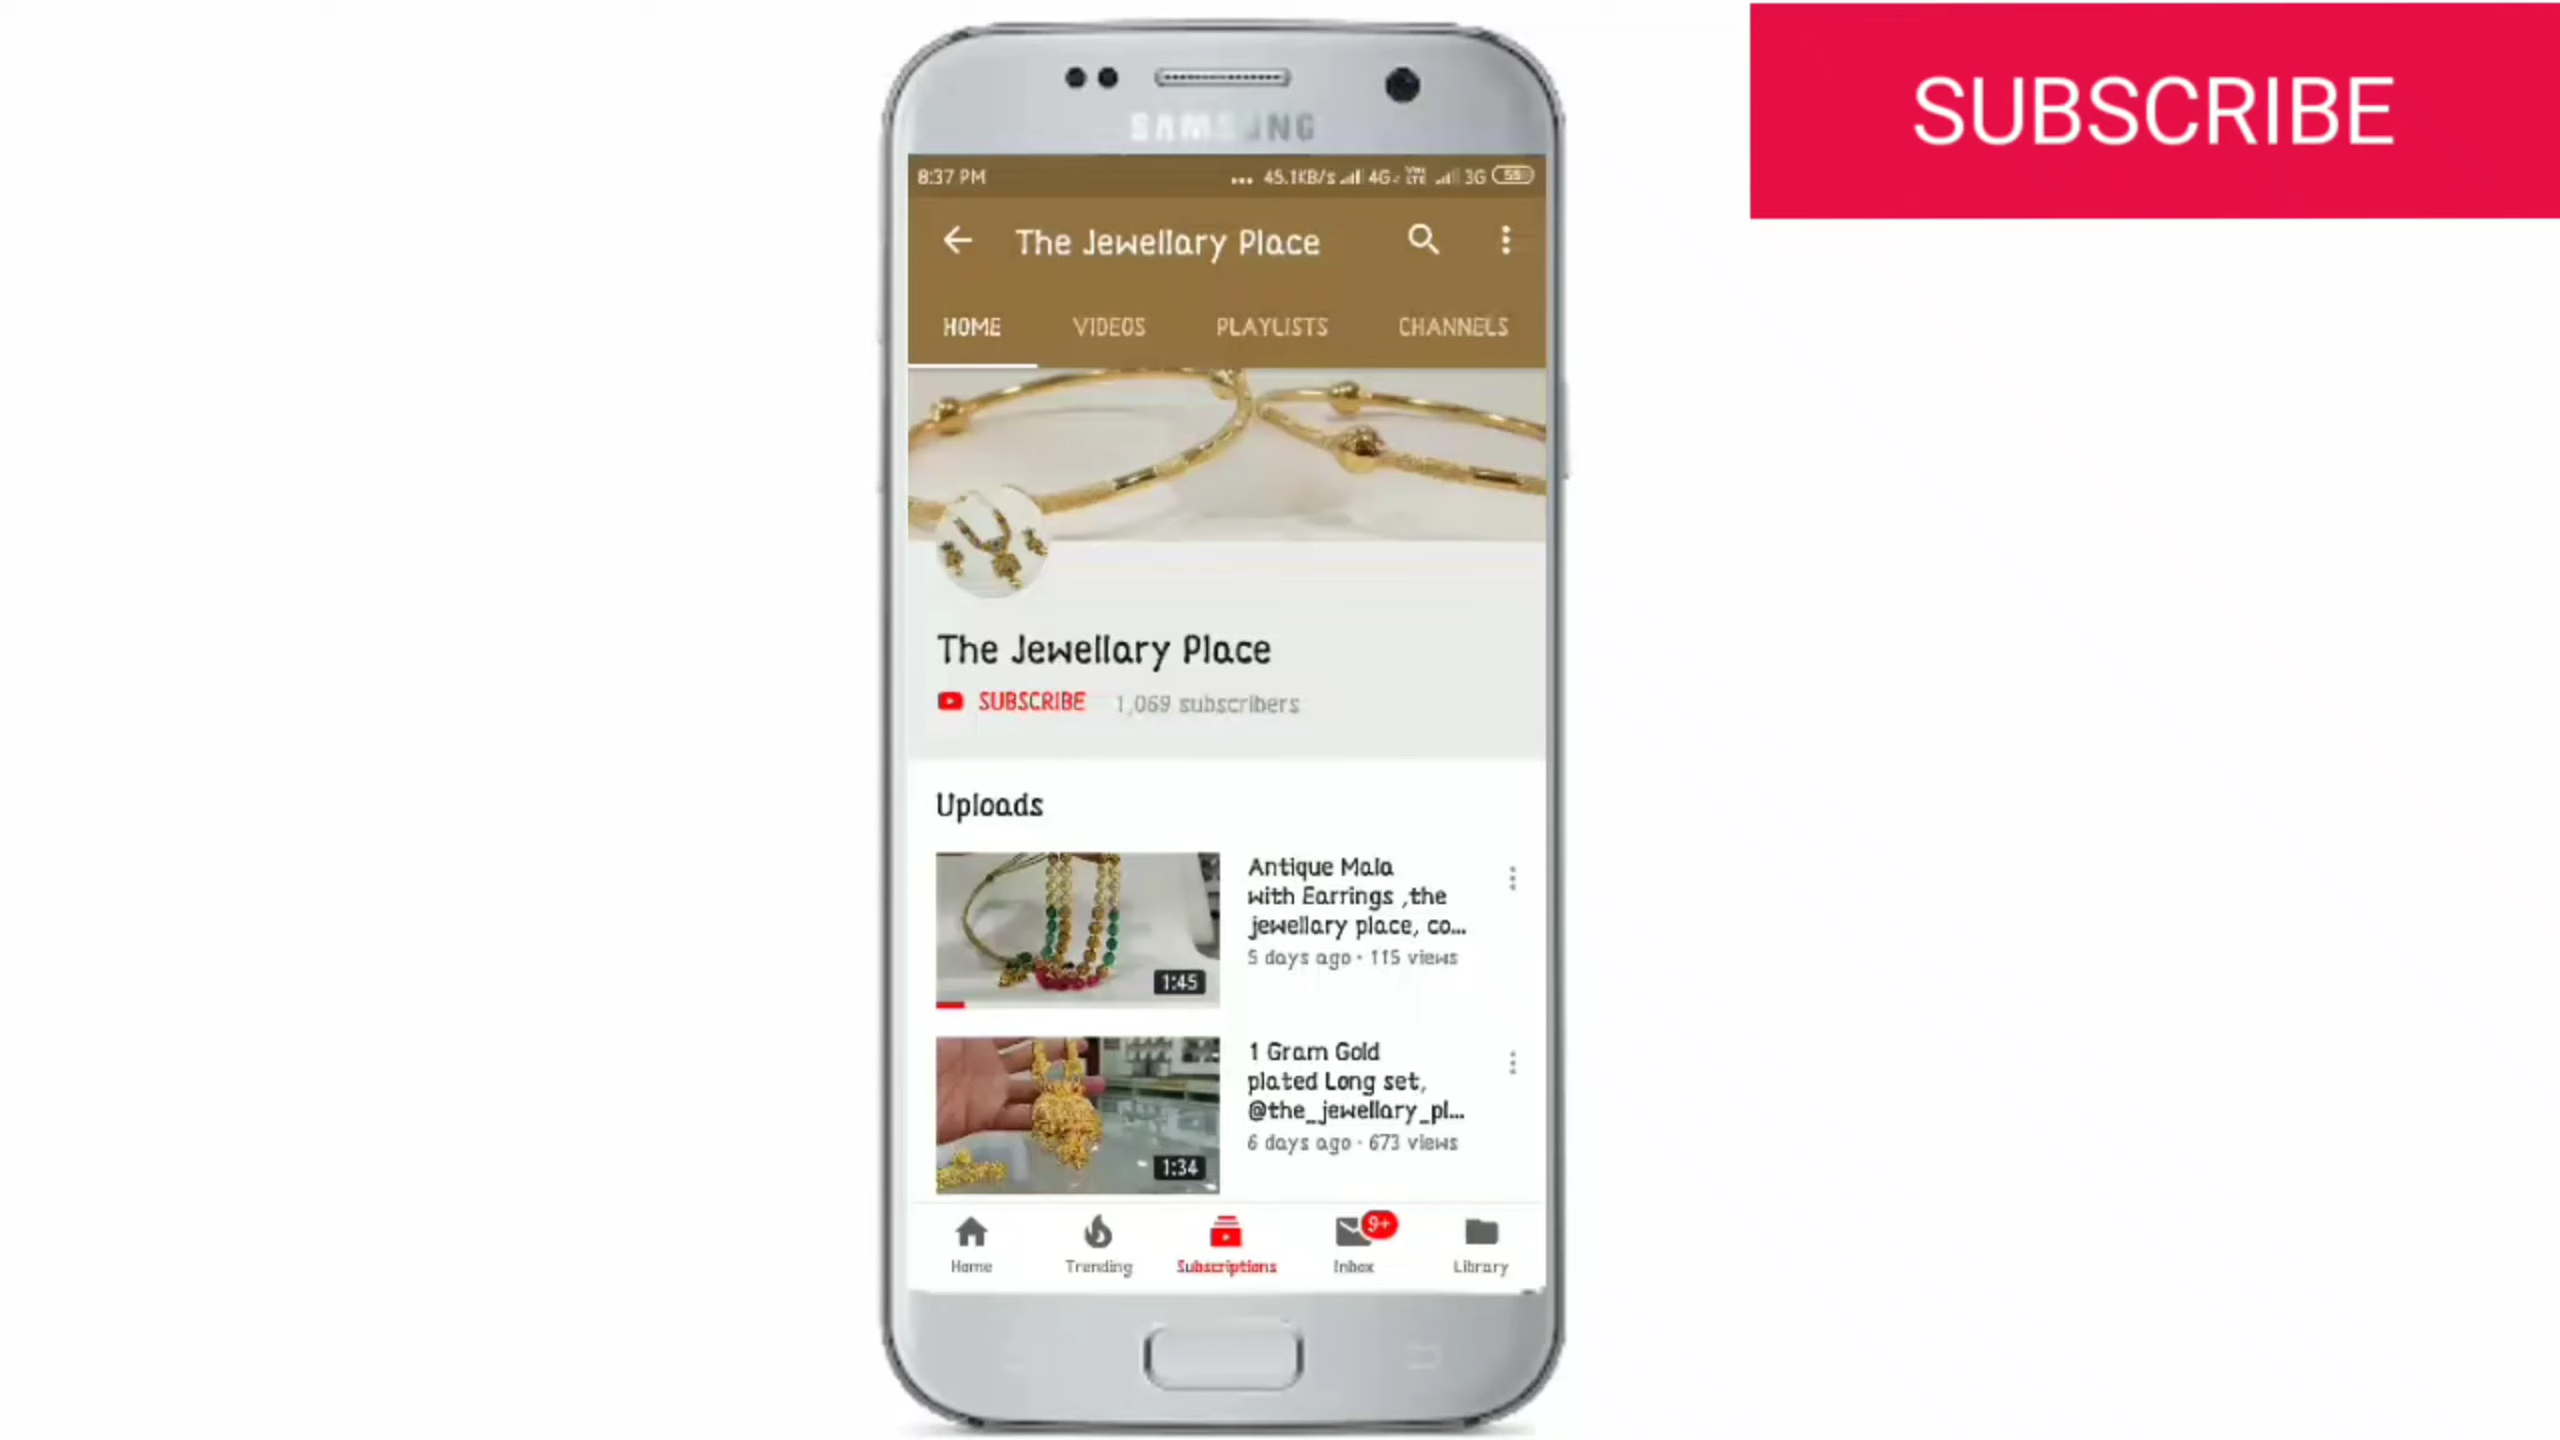 SUBSCRIBE
SAMSUNG
8:37 PM ... 45.1KB/s 4G VoLTE 3G 55
The Jewellary Place
HOME VIDEOS PLAYLISTS CHANNELS
The Jewellary Place
SUBSCRIBE 1,069 subscribers
Uploads
Antique Mala
with Earrings ,the
jewellary place, co...
5 days ago · 115 views
1:45
1 Gram Gold
plated Long set,
@the_jewellary_pl...
6 days ago · 673 views
1:34
9+
Home Trending Subscriptions Inbox Library